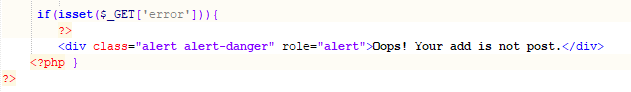 if(isset($_GET['error'])){
?>
<div class="alert alert-danger" role="alert">Oops! Your add is not post.</div>
<?php }
?>